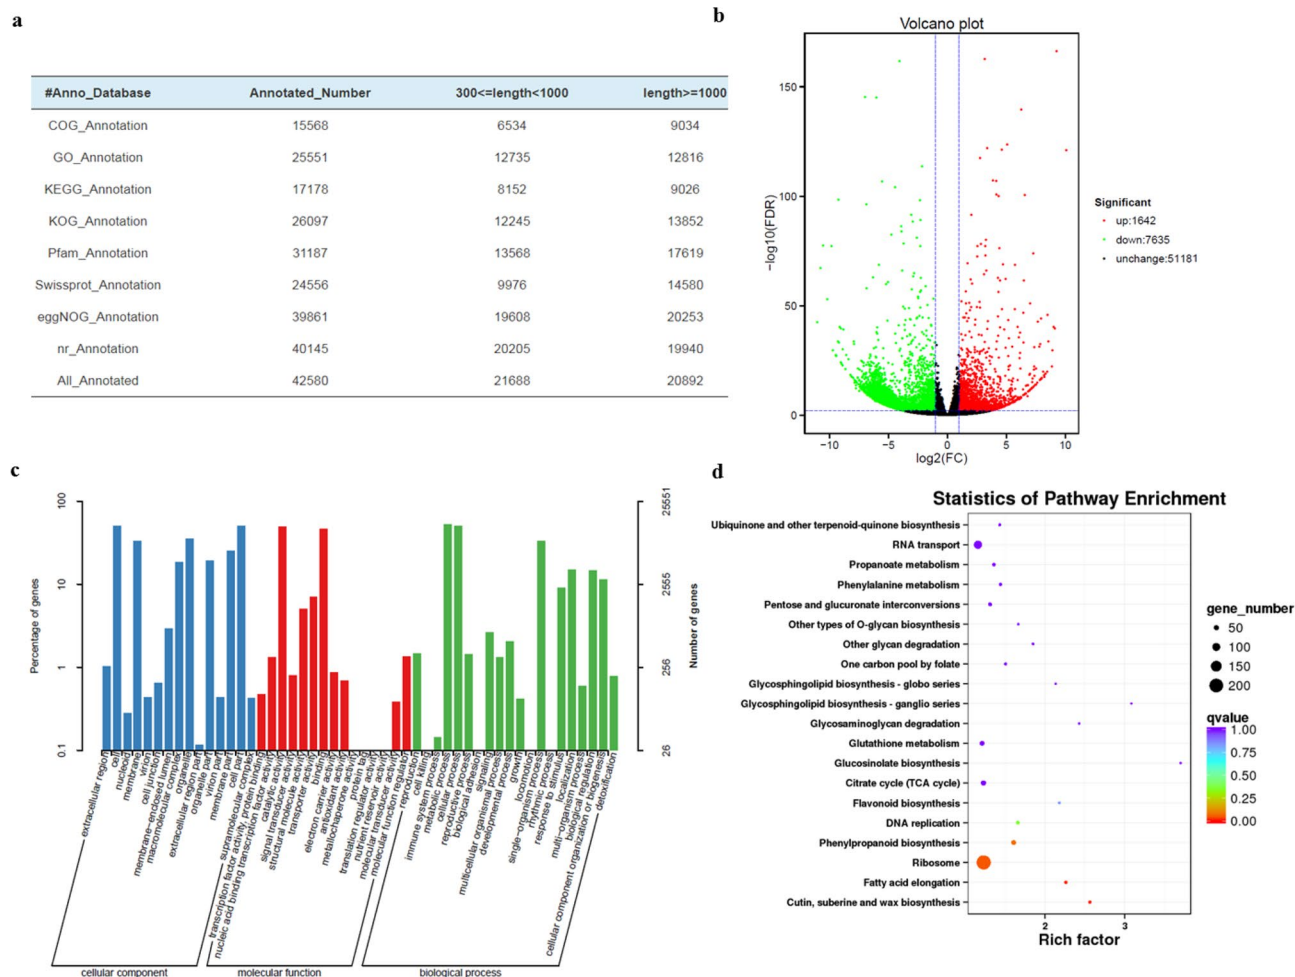 a
#Anno_Database Annotated_Number 300<=length<1000 length>=1000
COG_Annotation 15568 6534 9034
GO_Annotation 25551 12735 12816
KEGG_Annotation 17178 8152 9026
KOG_Annotation 26097 12245 13852
Pfam_Annotation 31187 13568 17619
Swissprot_Annotation 24556 9976 14580
eggNOG_Annotation 39861 19608 20253
nr_Annotation 40145 20205 19940
All_Annotated 42580 21688 20892
b
Volcano plot
−log10(FDR)
150
100
50
0
−10 −5 0 5 10
log2(FC)
Significant
up:1642
down:7635
unchange:51181
c
Percentage of genes
100
10
1
0.1
Number of genes
25551
2555
256
26
extracellular region
cell
nucleoid
membrane
virion
cell junction
membrane−enclosed lumen
macromolecular complex
organelle
extracellular region part
organelle part
virion part
membrane part
cell part
supramolecular complex
transcription factor activity, protein binding
nucleic acid binding transcription factor activity
catalytic activity
signal transducer activity
structural molecule activity
transporter activity
binding
electron carrier activity
antioxidant activity
metallochaperone activity
protein tag
translation regulator activity
nutrient reservoir activity
molecular transducer activity
molecular function regulator
reproduction
cell killing
immune system process
metabolic process
cellular process
reproductive process
biological adhesion
signaling
multicellular organismal process
developmental process
growth
locomotion
single−organism process
rhythmic process
response to stimulus
localization
multi−organism process
biological regulation
cellular component organization or biogenesis
detoxification
cellular component
molecular function
biological process
d
Statistics of Pathway Enrichment
Ubiquinone and other terpenoid-quinone biosynthesis
RNA transport
Propanoate metabolism
Phenylalanine metabolism
Pentose and glucuronate interconversions
Other types of O-glycan biosynthesis
Other glycan degradation
One carbon pool by folate
Glycosphingolipid biosynthesis - globo series
Glycosphingolipid biosynthesis - ganglio series
Glycosaminoglycan degradation
Glutathione metabolism
Glucosinolate biosynthesis
Citrate cycle (TCA cycle)
Flavonoid biosynthesis
DNA replication
Phenylpropanoid biosynthesis
Ribosome
Fatty acid elongation
Cutin, suberine and wax biosynthesis
2 3
Rich factor
gene_number
50
100
150
200
qvalue
1.00
0.75
0.50
0.25
0.00